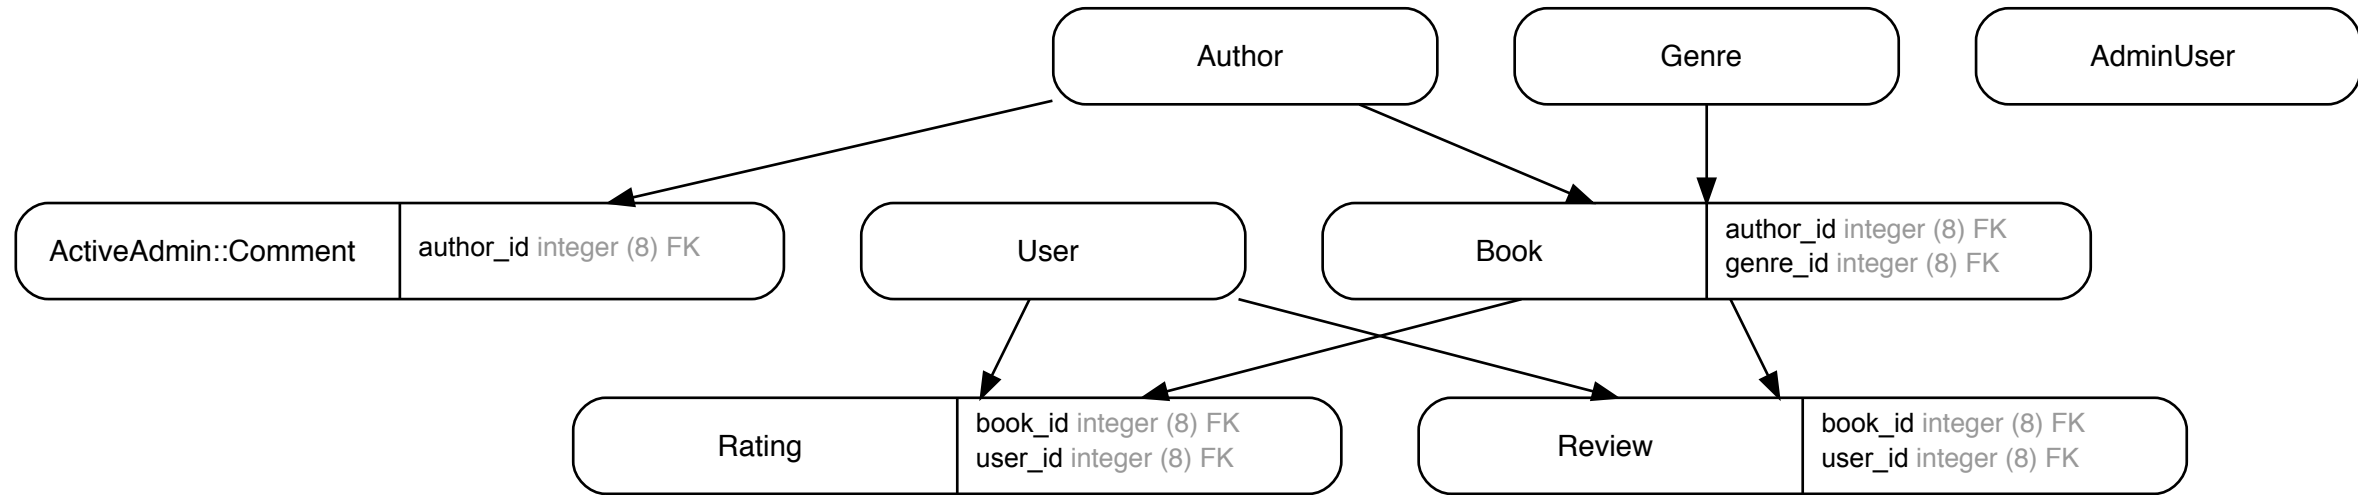 Author
Genre
AdminUser
ActiveAdmin::Comment
author_id integer (8) FK
User
Book
author_id integer (8) FK
genre_id integer (8) FK
Rating
book_id integer (8) FK
user_id integer (8) FK
Review
book_id integer (8) FK
user_id integer (8) FK